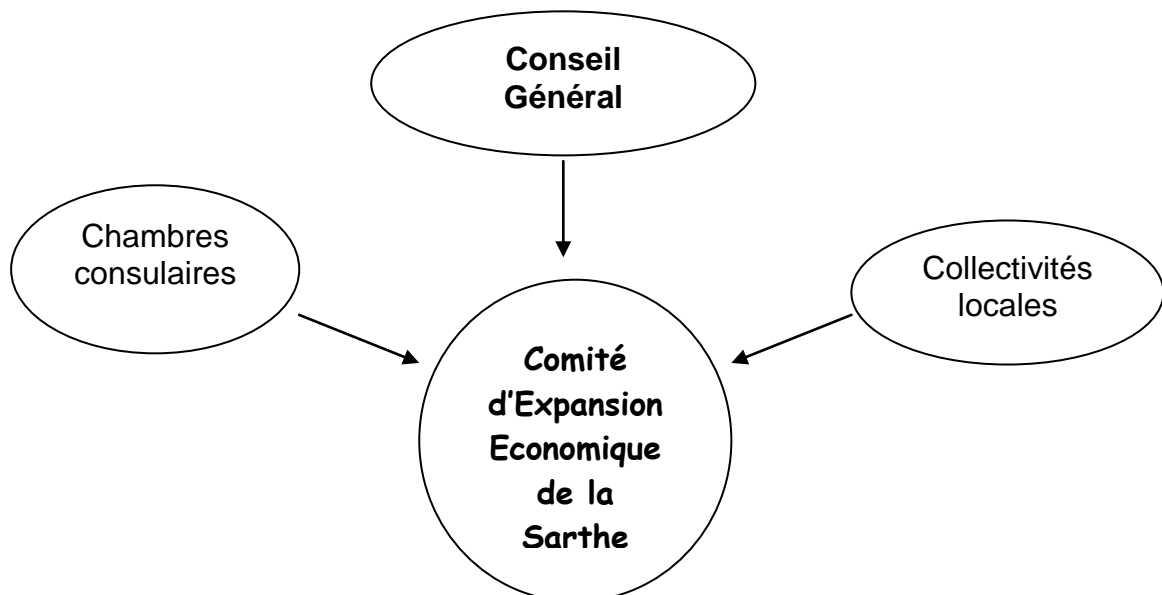 Conseil
Général
Chambres
consulaires
Collectivités
locales
Comité
d'Expansion
Economique
de la
Sarthe